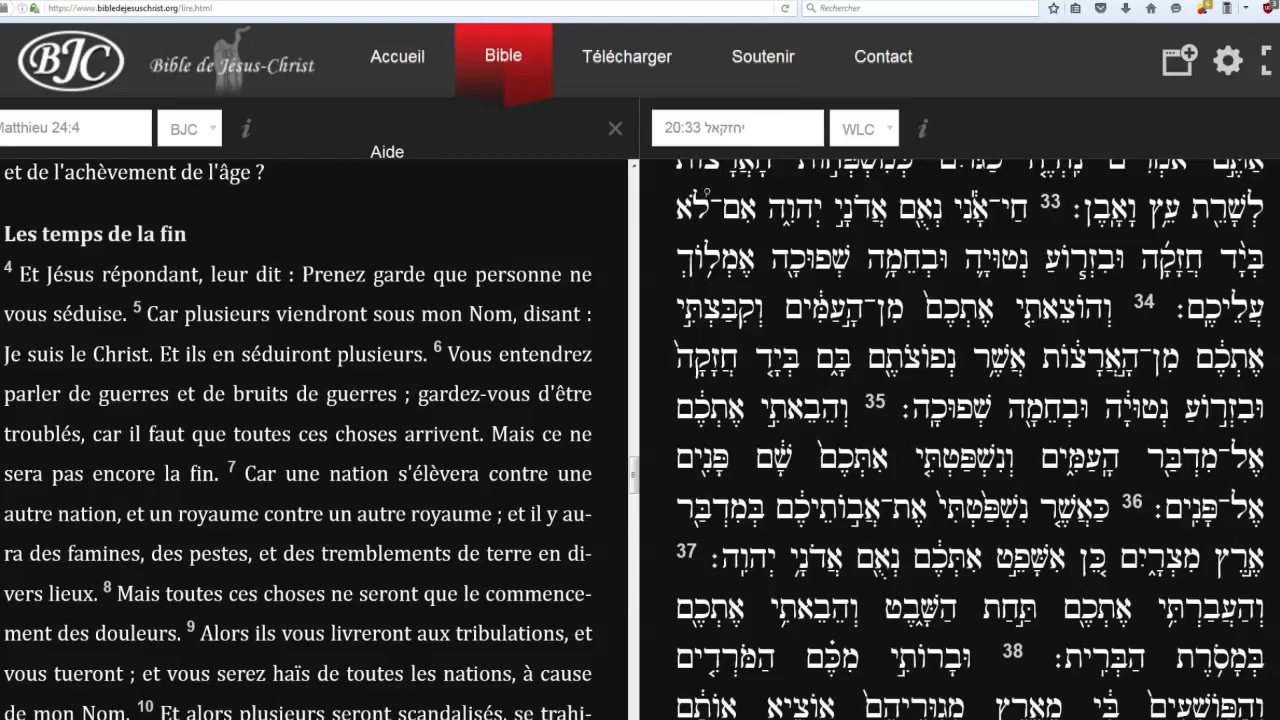 https://www.bibledejesuschrist.org/lire.html
Rechercher
BJC
Bible de Jésus-Christ
Accueil
Bible
Télécharger
Soutenir
Contact
Aide
Matthieu 24:4
BJC
et de l'achèvement de l'âge ?
Les temps de la fin
4 Et Jésus répondant, leur dit : Prenez garde que personne ne
vous séduise. 5 Car plusieurs viendront sous mon Nom, disant :
Je suis le Christ. Et ils en séduiront plusieurs. 6 Vous entendrez
parler de guerres et de bruits de guerres ; gardez-vous d'être
troublés, car il faut que toutes ces choses arrivent. Mais ce ne
sera pas encore la fin. 7 Car une nation s'élèvera contre une
autre nation, et un royaume contre un autre royaume ; et il y au-
ra des famines, des pestes, et des tremblements de terre en di-
vers lieux. 8 Mais toutes ces choses ne seront que le commence-
ment des douleurs. 9 Alors ils vous livreront aux tribulations, et
vous tueront ; et vous serez haïs de toutes les nations, à cause
de mon Nom. 10 Et alors plusieurs seront scandalisés, se trahi-
יחזקאל 20:33
WLC
לְשָׁרֵ֖ת עֵ֥ץ וָאָֽבֶן׃ 33 חַי־אָ֕נִי נְאֻ֖ם אֲדֹנָ֣י יְהוִ֑ה אִם־לֹ֠א
בְּיָ֨ד חֲזָקָ֜ה וּבִזְר֧וֹעַ נְטוּיָ֛ה וּבְחֵמָ֥ה שְׁפוּכָ֖ה אֶמְל֥וֹךְ
עֲלֵיכֶֽם׃ 34 וְהוֹצֵאתִ֤י אֶתְכֶם֙ מִן־הָ֣עַמִּ֔ים וְקִבַּצְתִּ֣י
אֶתְכֶ֔ם מִן־הָ֣אֲרָצ֔וֹת אֲשֶׁ֥ר נְפוֹצֹתֶ֖ם בָּ֑ם בְּיָ֤ד חֲזָקָה֙
וּבִזְר֣וֹעַ נְטוּיָ֔ה וּבְחֵמָ֖ה שְׁפוּכָֽה׃ 35 וְהֵבֵאתִ֣י אֶתְכֶ֔ם
אֶל־מִדְבַּ֖ר הָֽעַמִּ֑ים וְנִשְׁפַּטְתִּ֤י אִתְּכֶם֙ שָׁ֔ם פָּנִ֖ים
אֶל־פָּנִֽים׃ 36 כַּאֲשֶׁ֤ר נִשְׁפַּ֙טְתִּי֙ אֶת־אֲב֣וֹתֵיכֶ֔ם בְּמִדְבַּ֖ר
אֶ֣רֶץ מִצְרָ֑יִם כֵּ֚ן אִשָּׁפֵ֣ט אִתְּכֶ֔ם נְאֻ֖ם אֲדֹנָ֥י יְהוִֽה׃ 37
וְהַעֲבַרְתִּ֥י אֶתְכֶ֖ם תַּ֣חַת הַשָּׁ֑בֶט וְהֵבֵאתִ֥י אֶתְכֶ֖ם
בְּמָסֹ֥רֶת הַבְּרִֽית׃ 38 וּבָרוֹתִ֣י מִכֶּ֗ם הַמֹּרְדִ֤ים
וְהַפּֽוֹשְׁעִים֙ בִּ֔י מֵאֶ֤רֶץ מְגֽוּרֵיהֶם֙ אוֹצִ֣יא אוֹתָ֔ם